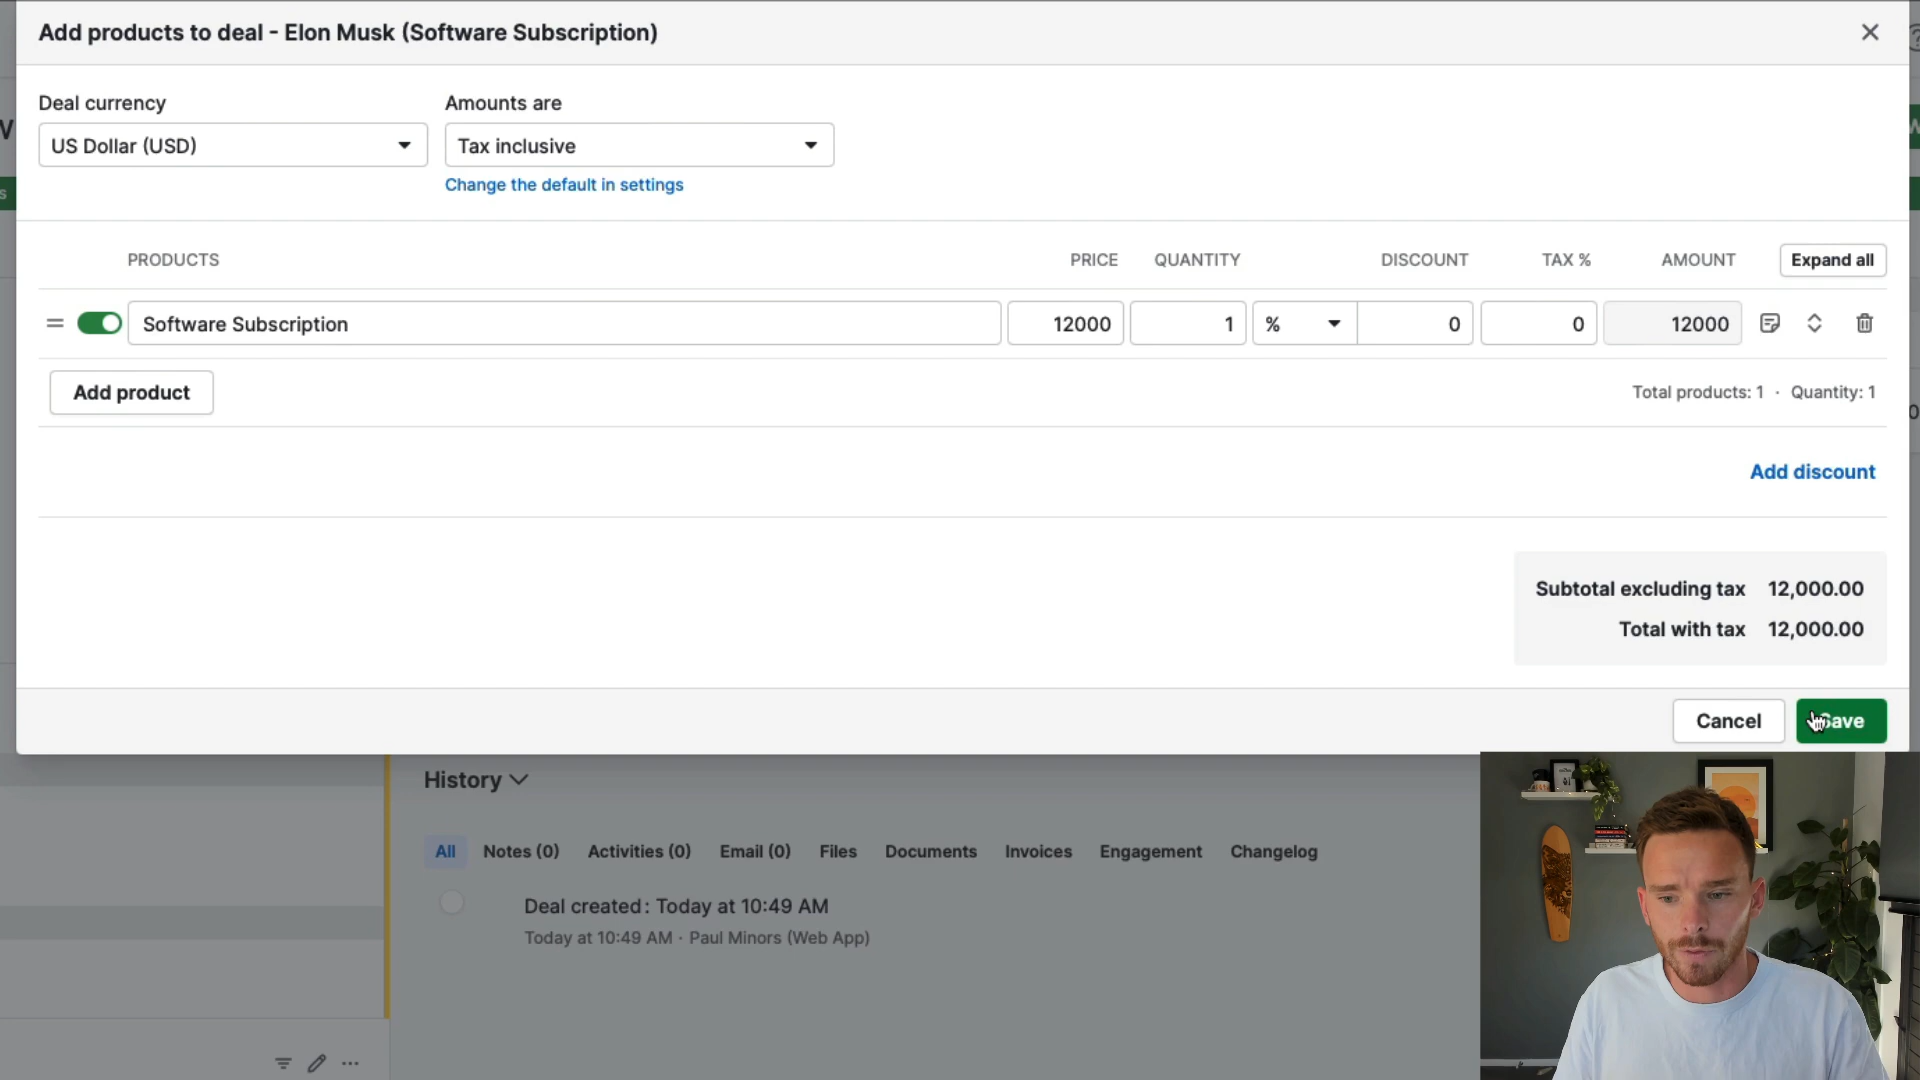 Add products to deal - Elon Musk (Software Subscription)
Deal currency
Amounts are
US Dollar (USD)
Tax inclusive
Change the default in settings
PRODUCTS PRICE QUANTITY DISCOUNT TAX % AMOUNT Expand all
Software Subscription 12000 1 % 0 0 12000
Add product
Total products: 1 · Quantity: 1
Add discount
Subtotal excluding tax 12,000.00
Total with tax 12,000.00
Cancel
Save
History
All Notes (0) Activities (0) Email (0) Files Documents Invoices Engagement Changelog
Deal created: Today at 10:49 AM
Today at 10:49 AM · Paul Minors (Web App)